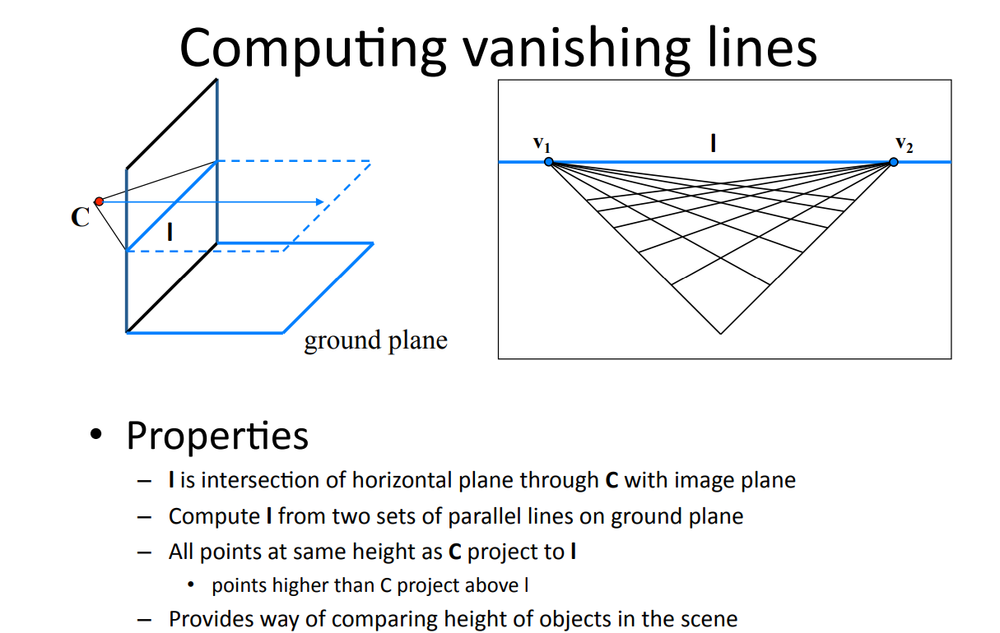 Computing vanishing lines
C
l
ground plane
v1
l
v2
• Properties
– l is intersection of horizontal plane through C with image plane
– Compute l from two sets of parallel lines on ground plane
– All points at same height as C project to l
• points higher than C project above l
– Provides way of comparing height of objects in the scene